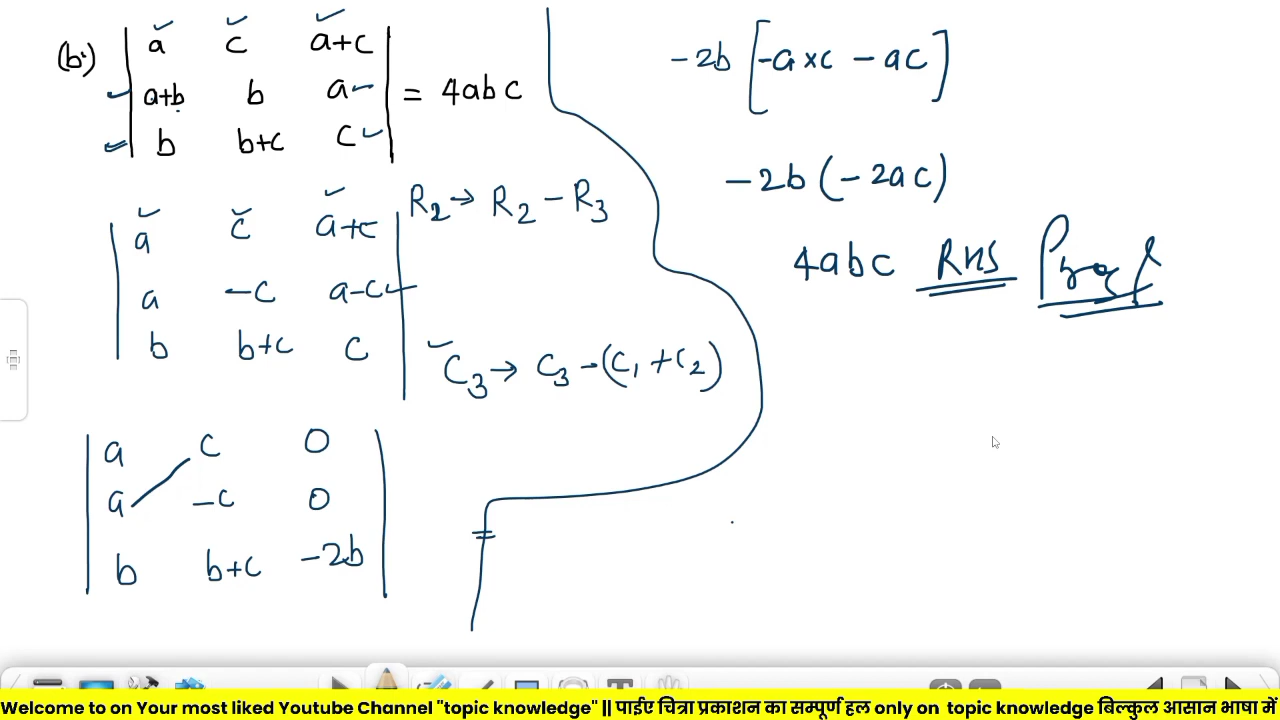 (b) | a c a+c |
| a+b b a | = 4abc
| b b+c c |
R₂ → R₂ - R₃
| a c a+c |
| a -c a-c |
| b b+c c |
C₃ → C₃ - (C₁ + C₂)
| a c 0 |
| a -c 0 |
| b b+c -2b |
=
-2b [-a×c - ac]
-2b (-2ac)
4abc RHS Proof
Welcome to on Your most liked Youtube Channel "topic knowledge" || पाईए चित्रा प्रकाशन का सम्पूर्ण हल only on topic knowledge बिल्कुल आसान भाषा में